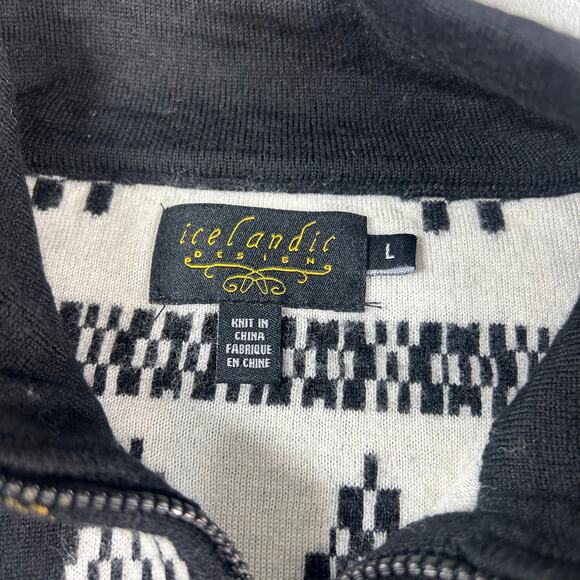 icelandic
DESIGN
L
KNIT IN
CHINA
FABRIQUE
EN CHINE